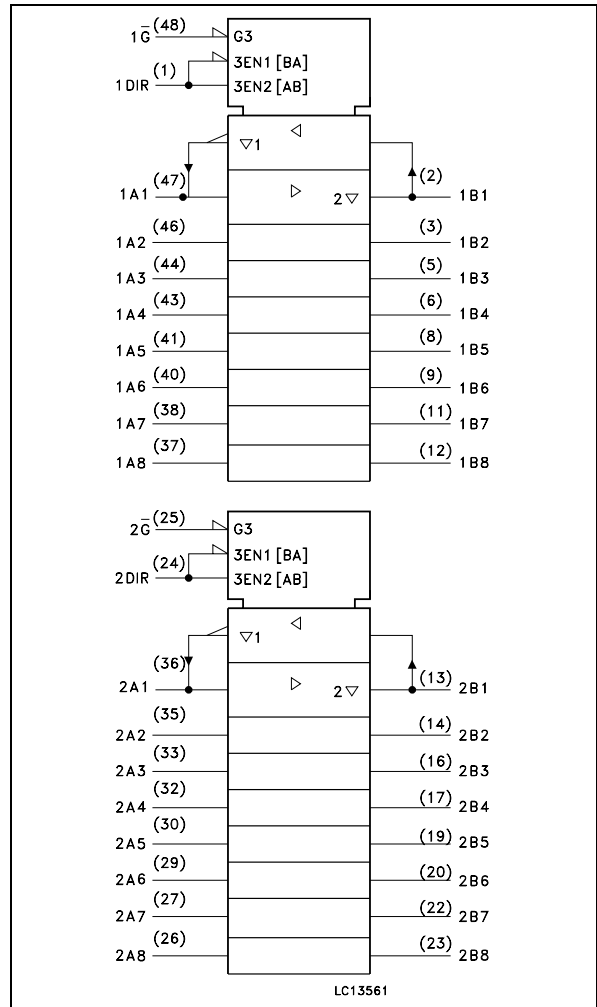 1G̅ (48) G3
3EN1 [BA]
1DIR (1) 3EN2 [AB]
▽1 ◁
1A1 (47) ▷ 2▽ (2) 1B1
1A2 (46) (3) 1B2
1A3 (44) (5) 1B3
1A4 (43) (6) 1B4
1A5 (41) (8) 1B5
1A6 (40) (9) 1B6
1A7 (38) (11) 1B7
1A8 (37) (12) 1B8
2G̅ (25) G3
3EN1 [BA]
2DIR (24) 3EN2 [AB]
▽1 ◁
2A1 (36) ▷ 2▽ (13) 2B1
2A2 (35) (14) 2B2
2A3 (33) (16) 2B3
2A4 (32) (17) 2B4
2A5 (30) (19) 2B5
2A6 (29) (20) 2B6
2A7 (27) (22) 2B7
2A8 (26) (23) 2B8
LC13561